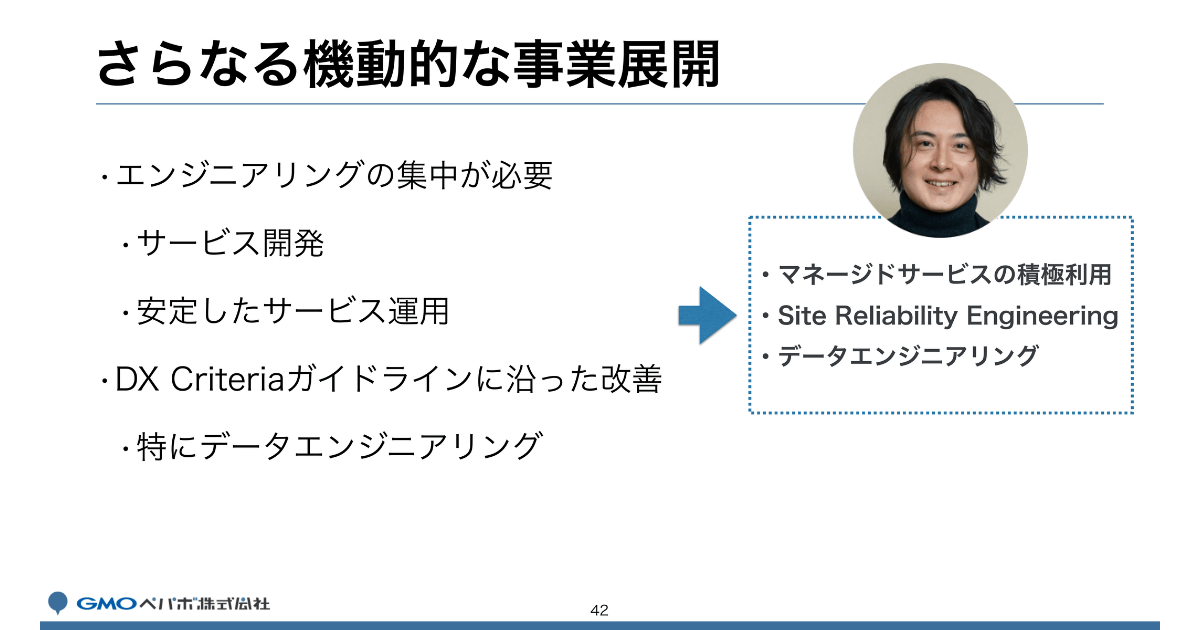 さらなる機動的な事業展開
・エンジニアリングの集中が必要
・サービス開発
・安定したサービス運用
・DX Criteriaガイドラインに沿った改善
・特にデータエンジニアリング
・マネージドサービスの積極利用
・Site Reliability Engineering
・データエンジニアリング
GMOペパボ株式会社
42